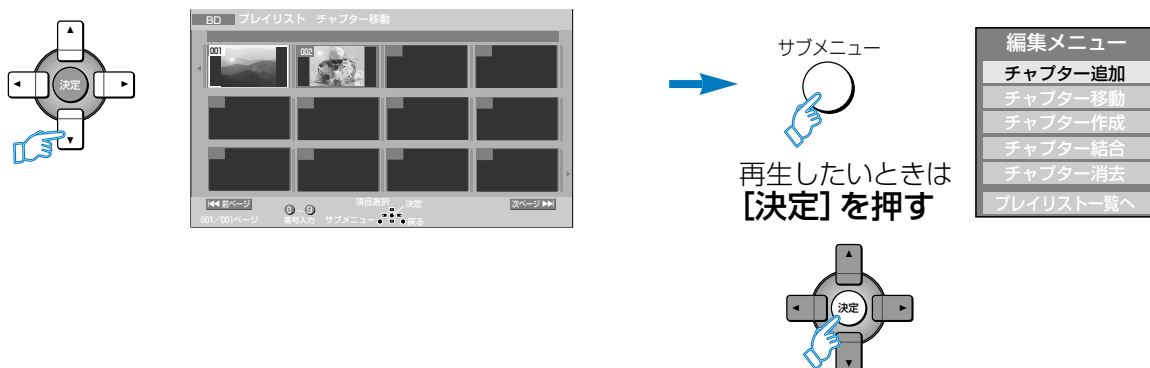 決定
BD プレイリスト チャプター移動
001 002
前ページ 項目選択 決定 次ページ
001／001ページ 0 - 9 番号入力 サブメニュー 戻る
サブメニュー
再生したいときは
[決定] を押す
決定
編集メニュー
チャプター追加
チャプター移動
チャプター作成
チャプター結合
チャプター消去
プレイリスト一覧へ